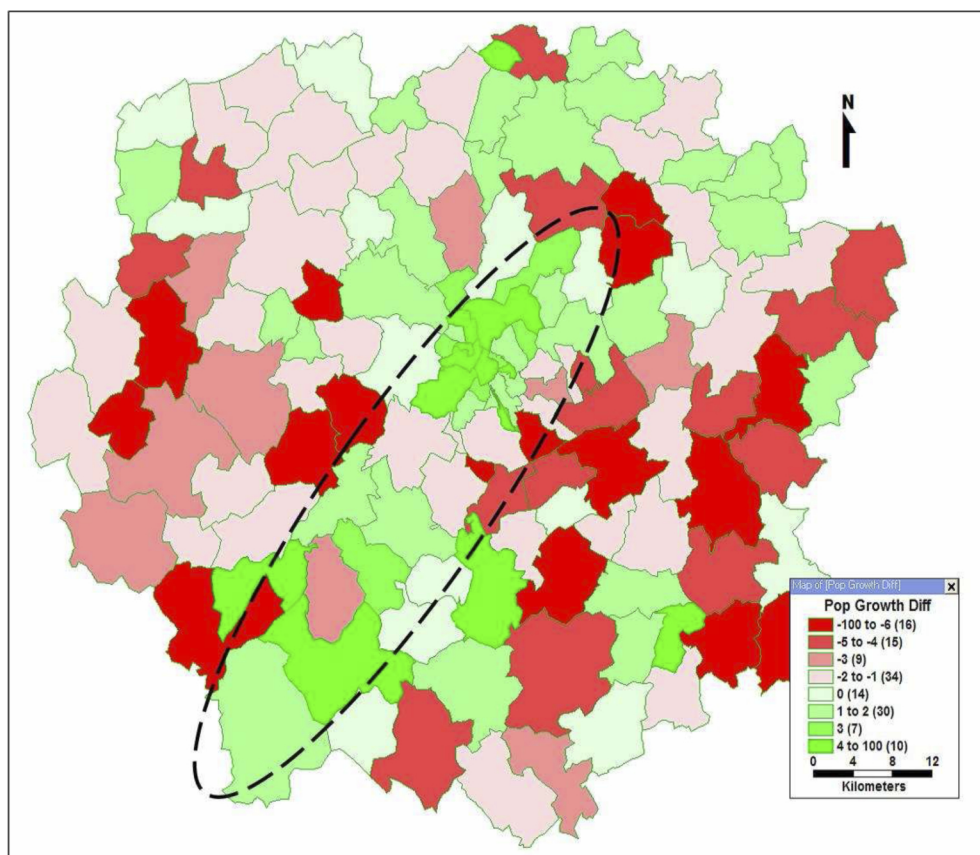 N
Map of [Pop Growth Diff]
Pop Growth Diff
-100 to -6 (16)
-5 to -4 (15)
-3 (9)
-2 to -1 (34)
0 (14)
1 to 2 (30)
3 (7)
4 to 100 (10)
0 4 8 12
Kilometers